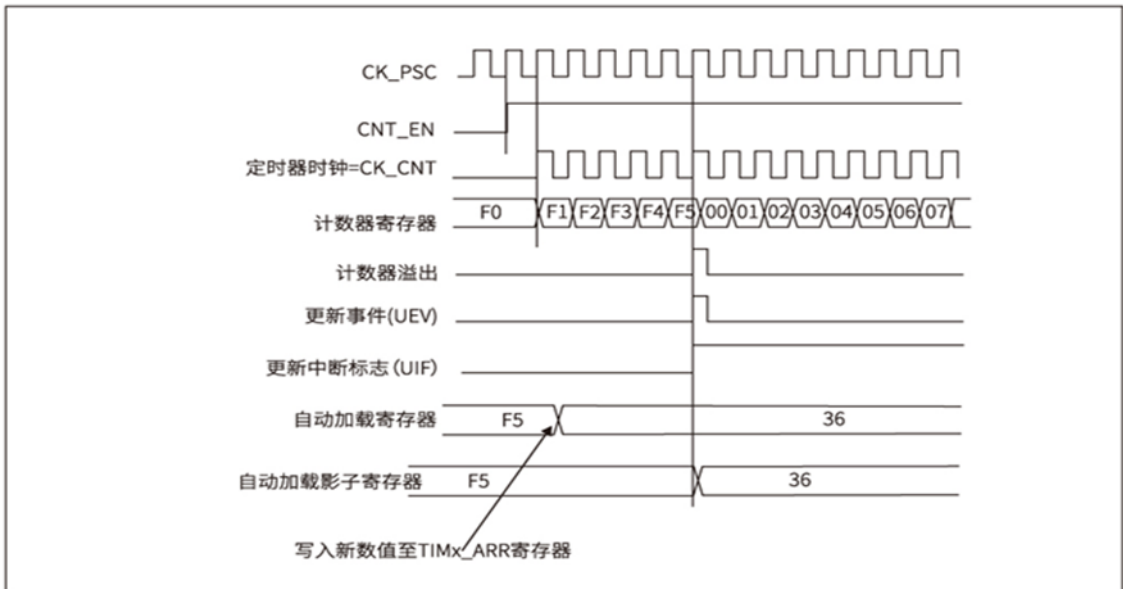 CK_PSC
CNT_EN
定时器时钟=CK_CNT
计数器寄存器 F0 F1 F2 F3 F4 F5 00 01 02 03 04 05 06 07
计数器溢出
更新事件(UEV)
更新中断标志(UIF)
自动加载寄存器 F5 36
自动加载影子寄存器 F5 36
写入新数值至TIMx_ARR寄存器